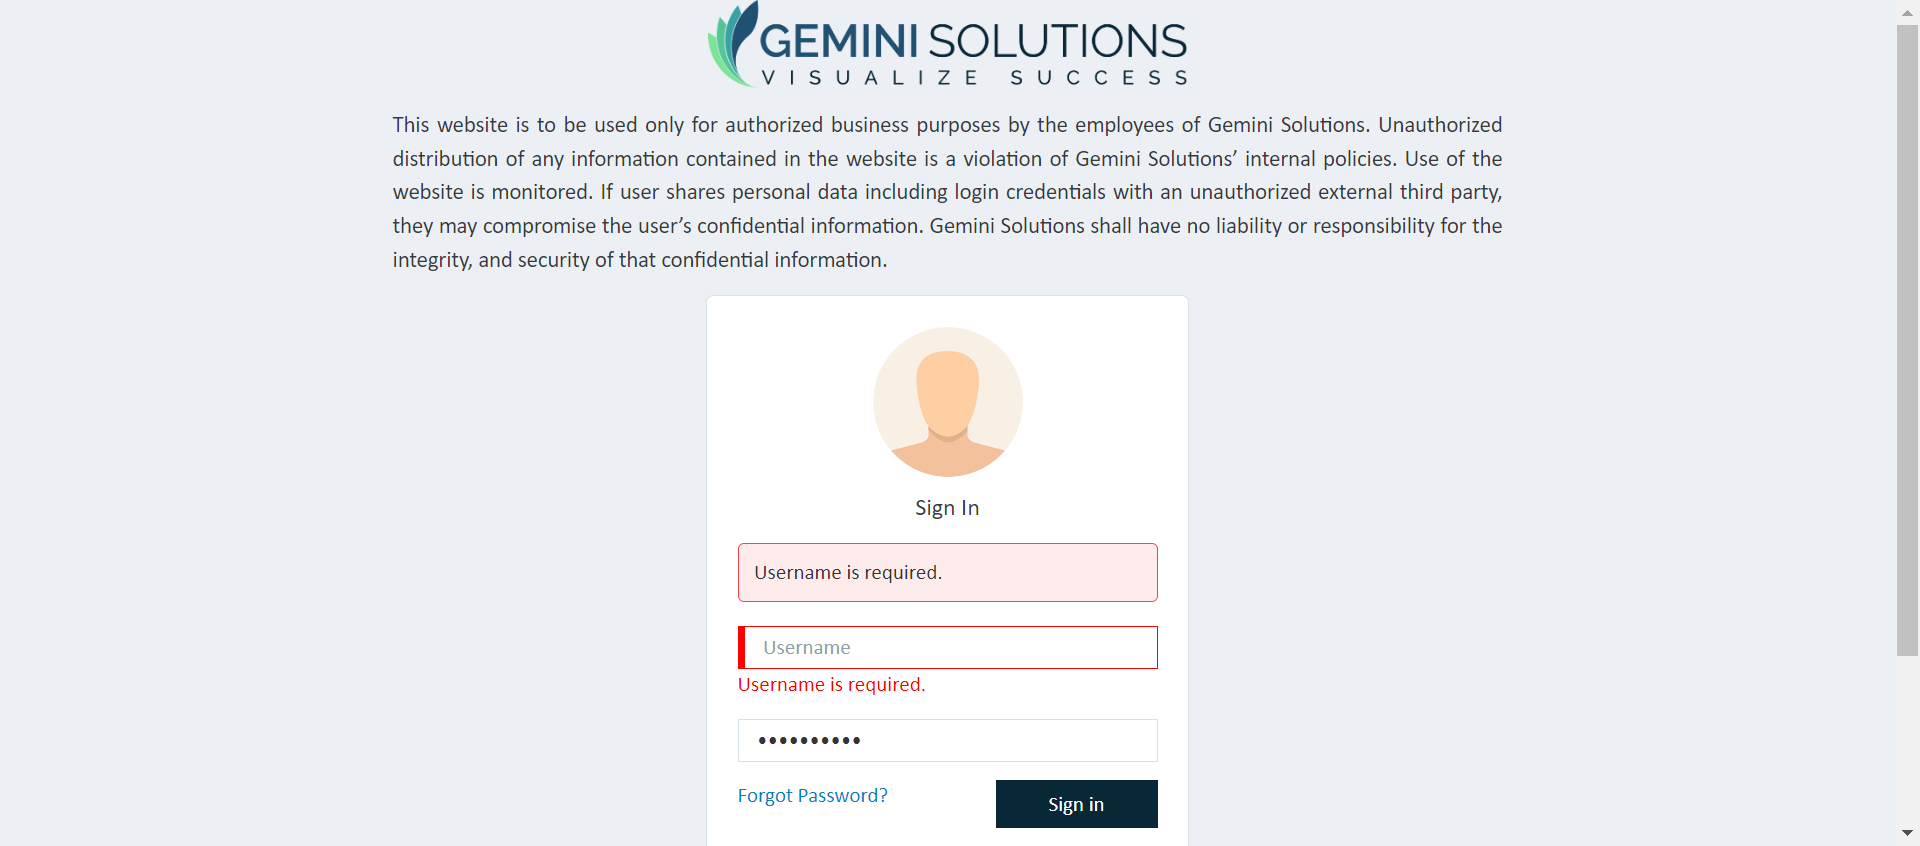 GEMINI SOLUTIONS
VISUALIZE SUCCESS
This website is to be used only for authorized business purposes by the employees of Gemini Solutions. Unauthorized
distribution of any information contained in the website is a violation of Gemini Solutions’ internal policies. Use of the
website is monitored. If user shares personal data including login credentials with an unauthorized external third party,
they may compromise the user’s confidential information. Gemini Solutions shall have no liability or responsibility for the
integrity, and security of that confidential information.
Sign In
Username is required.
Username
Username is required.
••••••••••
Forgot Password?
Sign in